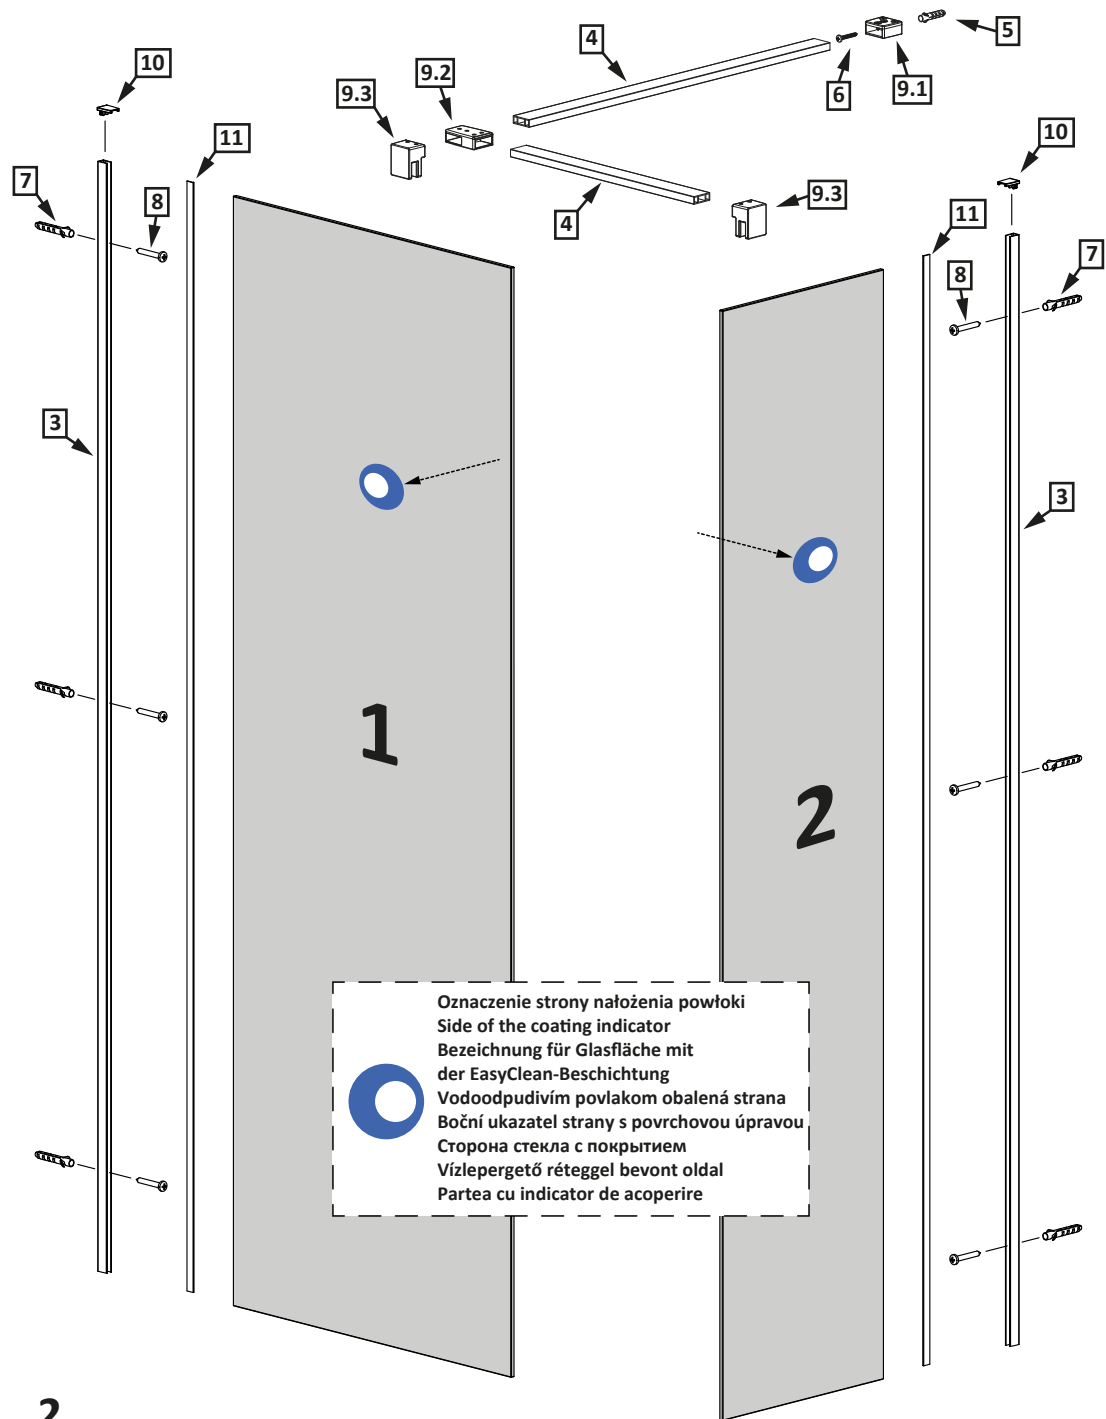 4
5
10
9.2
6
9.1
9.3
10
11
7
8
4
9.3
11
7
8
3
3
1
2
Oznaczenie strony nałożenia powłoki
Side of the coating indicator
Bezeichnung für Glasfläche mit
der EasyClean-Beschichtung
Vodoodpudivím povlakom obalená strana
Boční ukazatel strany s povrchovou úpravou
Сторона стекла с покрытием
Vízlepergető réteggel bevont oldal
Partea cu indicator de acoperire
2